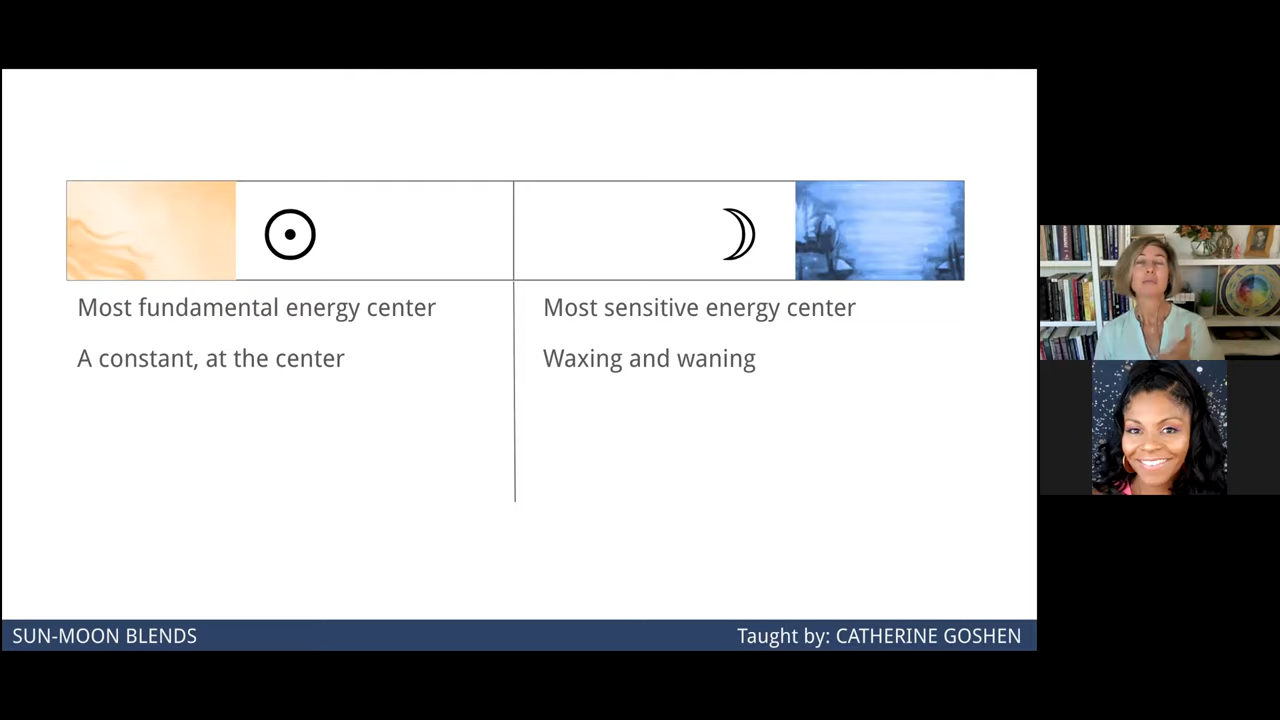 Most fundamental energy center
Most sensitive energy center
A constant, at the center
Waxing and waning
SUN-MOON BLENDS
Taught by: CATHERINE GOSHEN